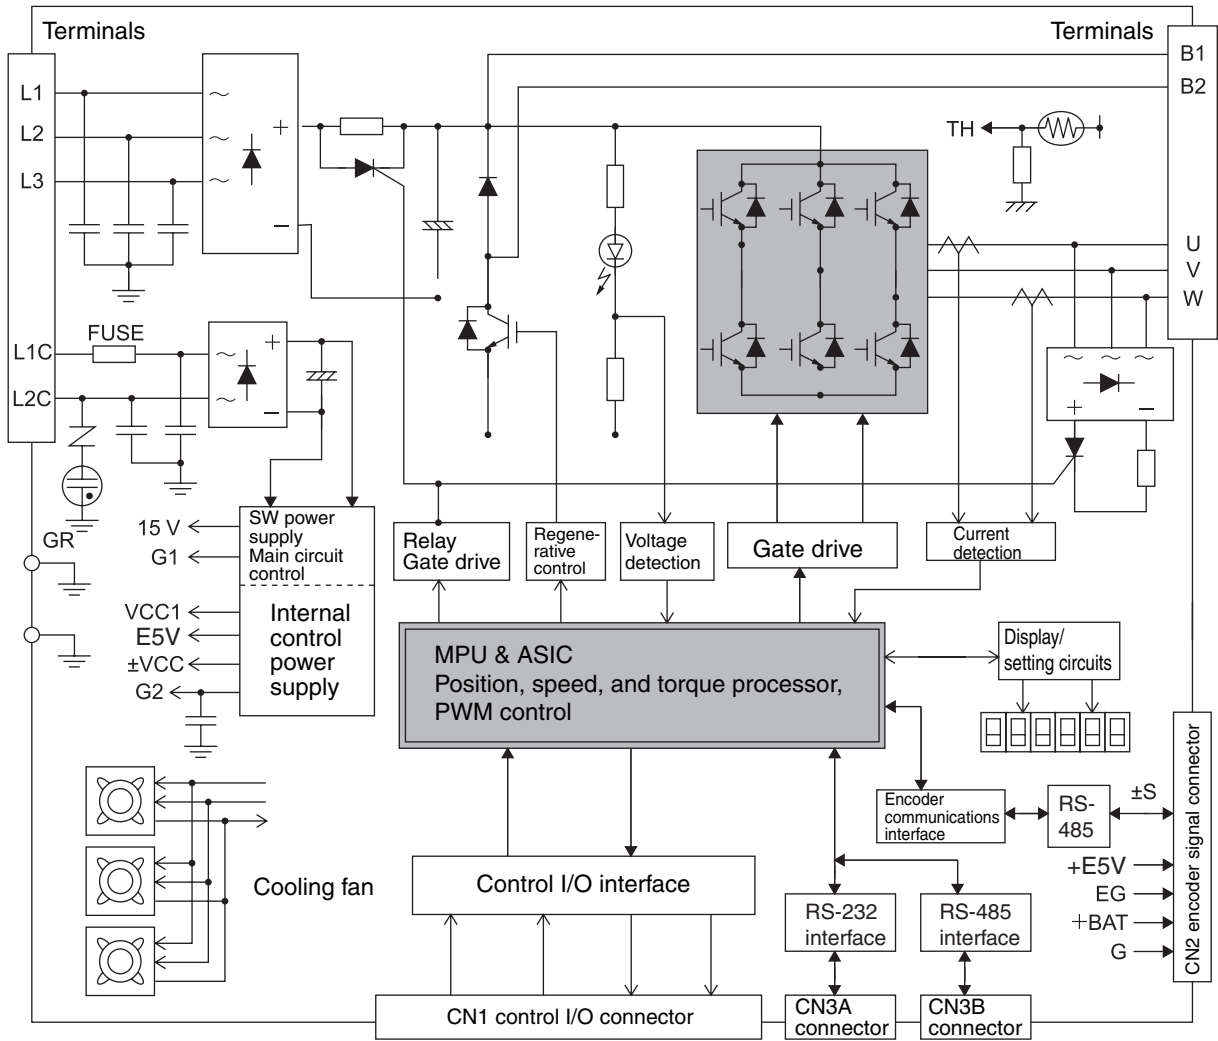 Terminals
Terminals
L1
L2
L3
L1C
L2C
FUSE
+
−
+
−
B1
B2
TH
U
V
W
+
−
GR
15 V
G1
VCC1
E5V
±VCC
G2
SW power
supply
Main circuit
control
Internal
control
power
supply
Relay
Gate drive
Regene-
rative
control
Voltage
detection
Gate drive
Current
detection
MPU & ASIC
Position, speed, and torque processor,
PWM control
Display/
setting circuits
Encoder
communications
interface
RS-
485
±S
+E5V
EG
+BAT
G
CN2 encoder signal connector
Cooling fan
Control I/O interface
RS-232
interface
RS-485
interface
CN1 control I/O connector
CN3A
connector
CN3B
connector